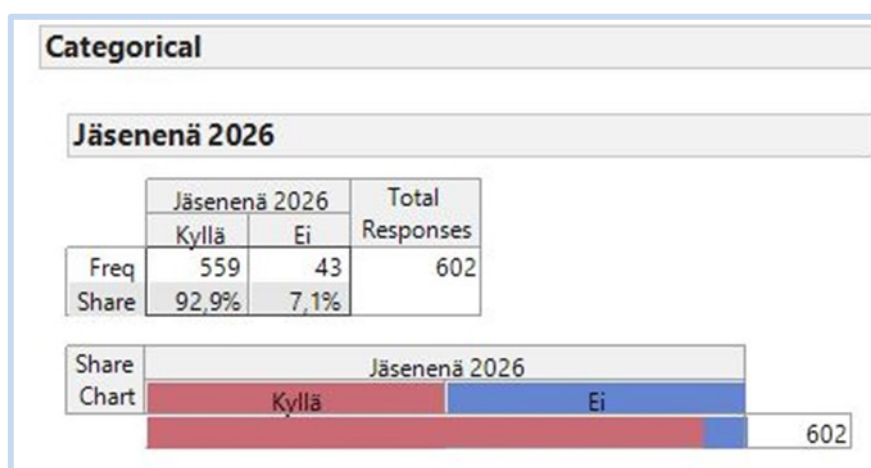 Categorical
Jäsenenä 2026
Jäsenenä 2026 Total Responses
Kyllä Ei
Freq 559 43 602
Share 92,9% 7,1%
Share Chart Jäsenenä 2026
Kyllä Ei
602